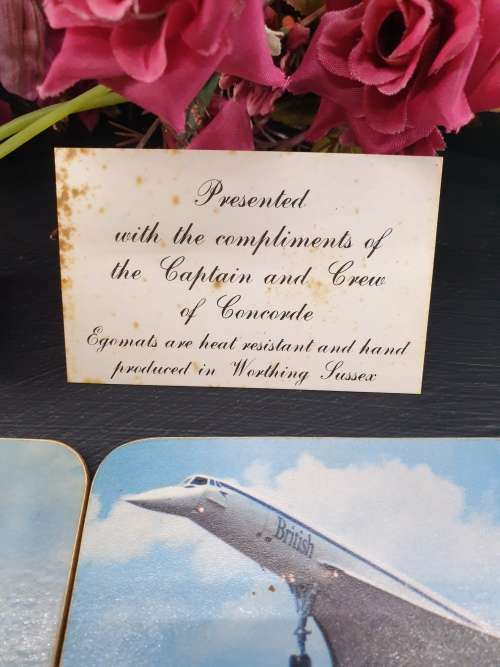 Presented
with the compliments of
the Captain and Crew
of Concorde
Egomats are heat resistant and hand
produced in Worthing Sussex
British